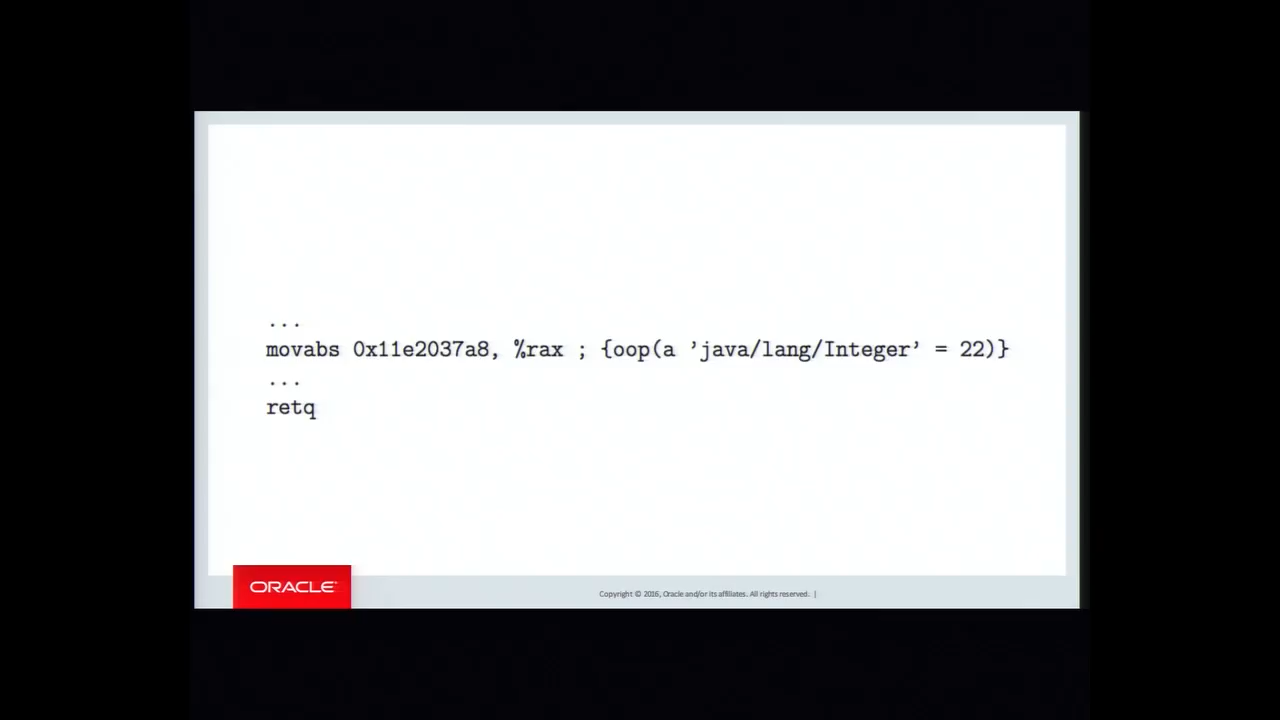 ...
movabs 0x11e2037a8, %rax ; {oop(a ’java/lang/Integer’ = 22)}
...
retq
ORACLE
Copyright © 2016, Oracle and/or its affiliates. All rights reserved. |